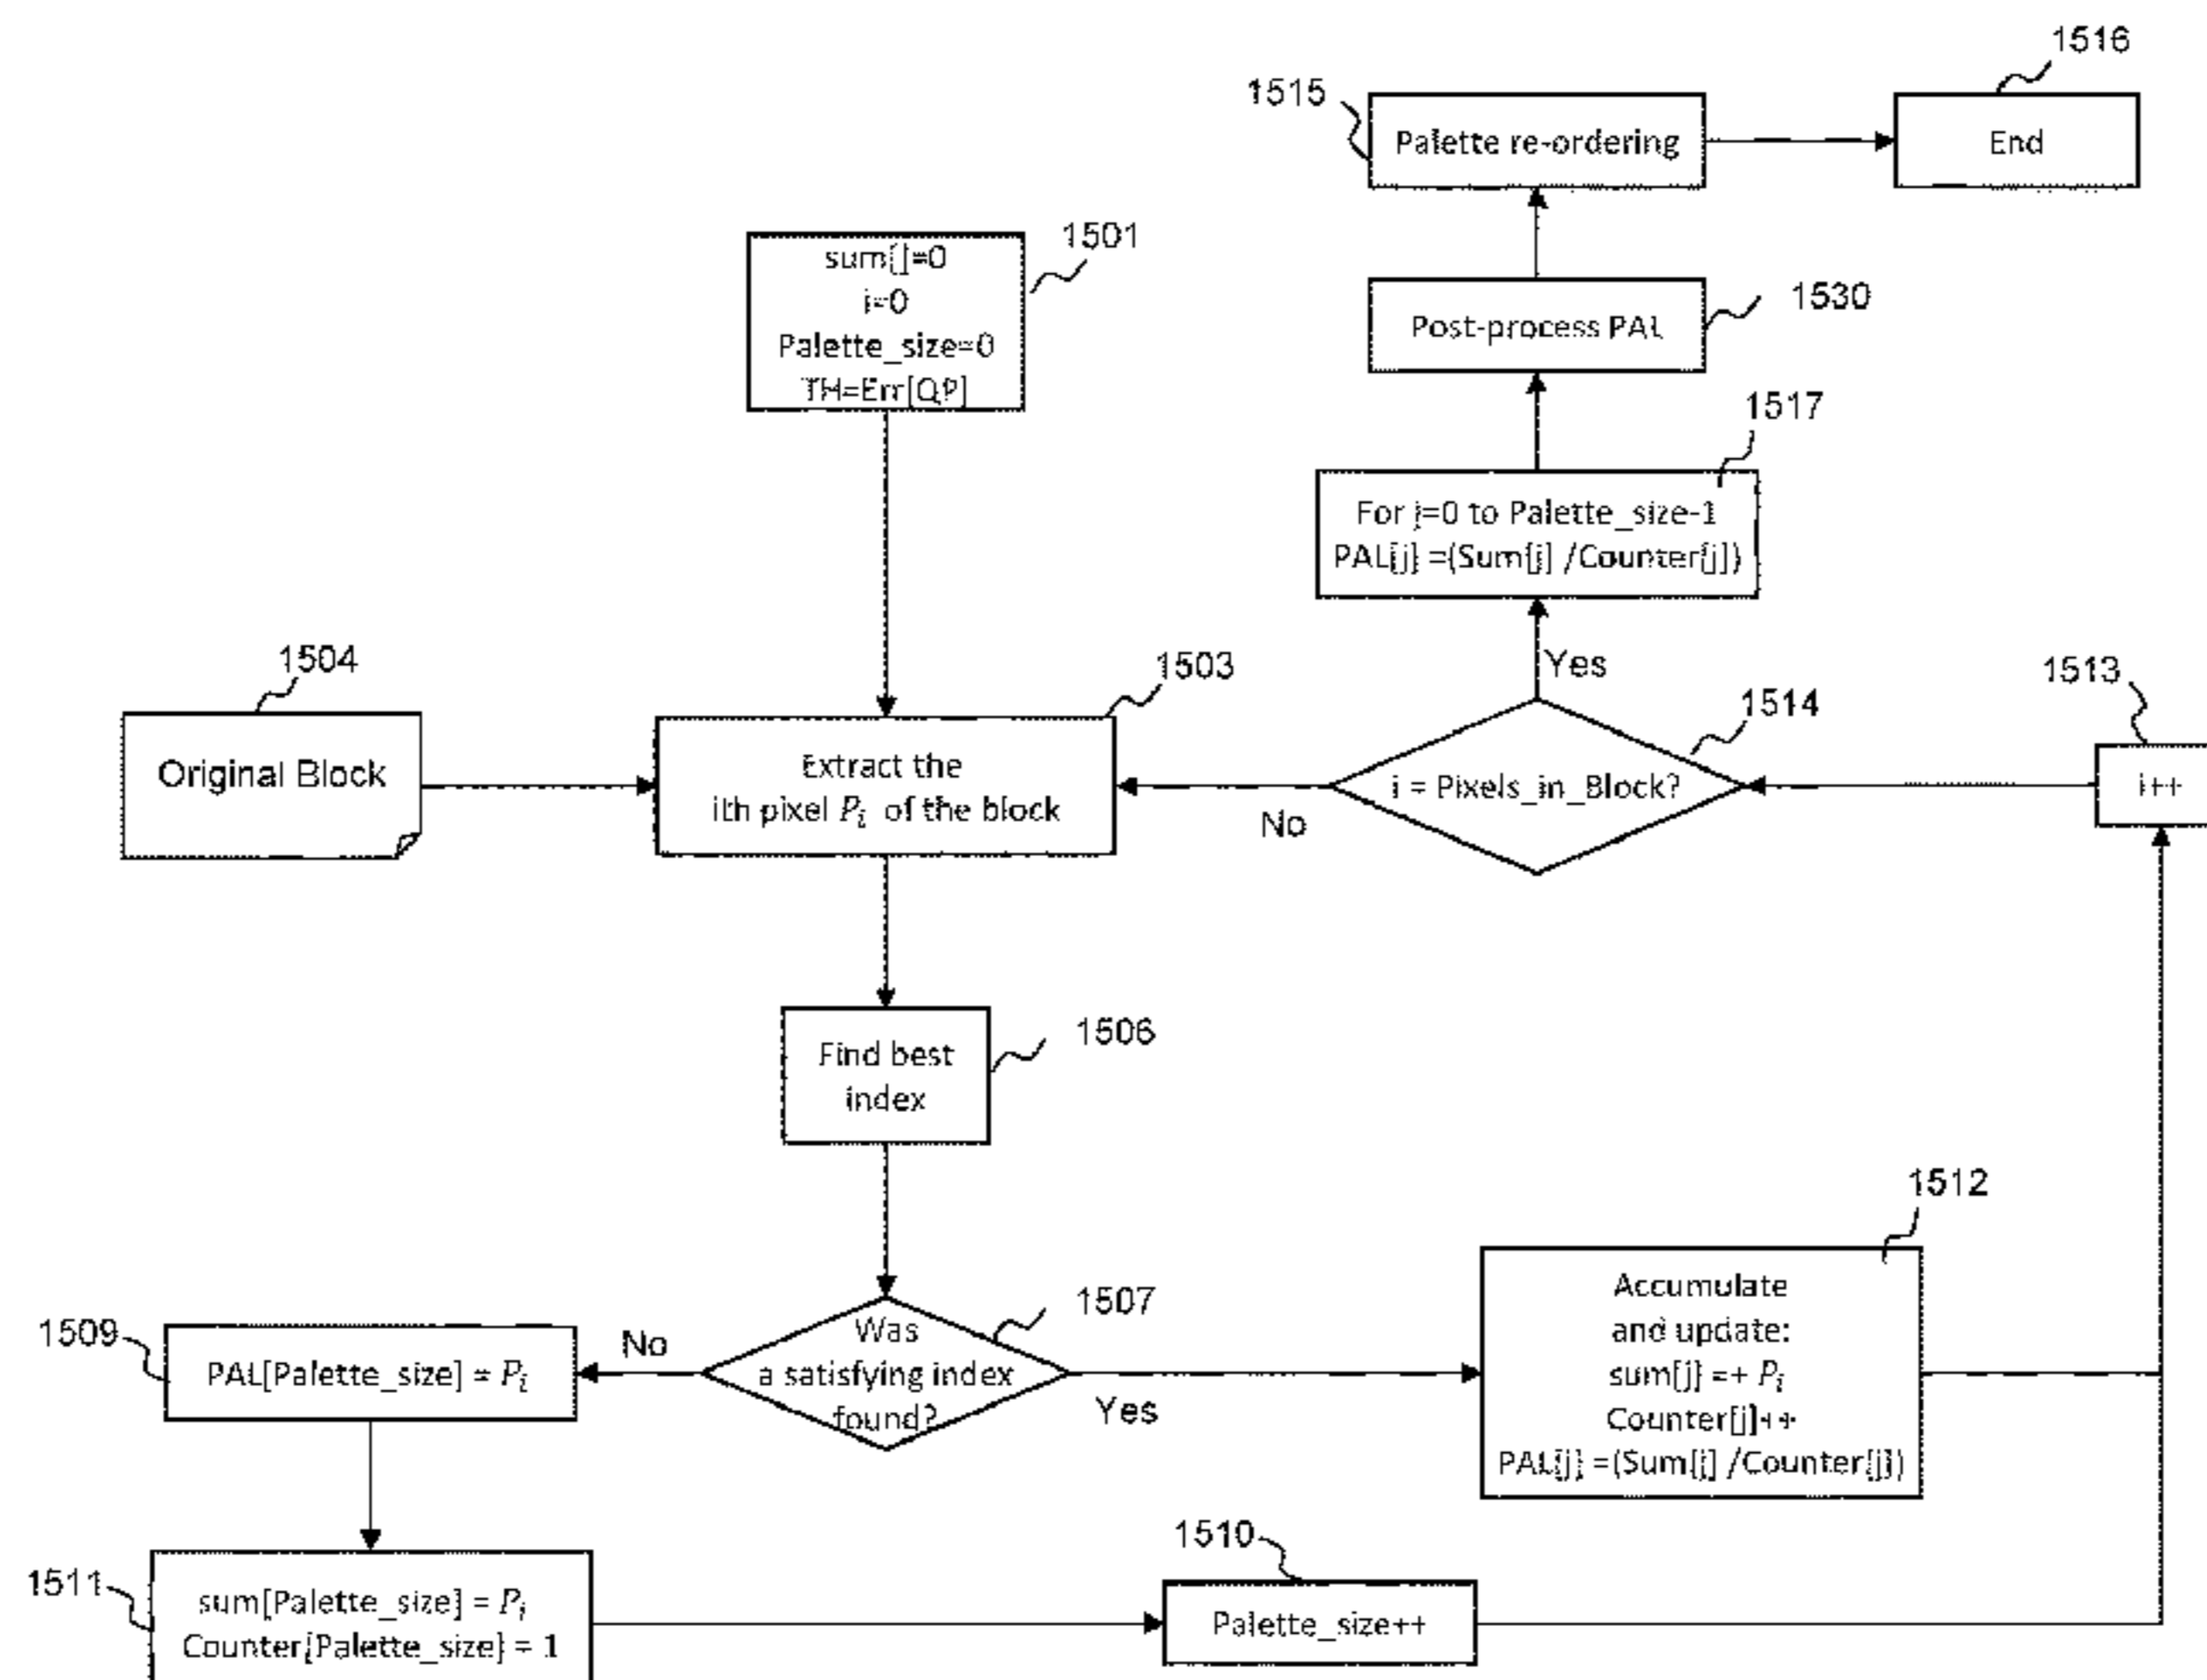 1516
1515
Palette re-ordering
End
1501
sum[]=0
i=0
Palette_size=0
TH=Err[QP]
1530
Post-process PAL
1517
For j=0 to Palette_size-1
PAL[j] =(Sum[j] /Counter[j])
1504
Original Block
1503
Extract the
ith pixel Pi of the block
Yes
1514
i = Pixels_in_Block?
No
1513
i++
1506
Find best
index
1507
Was
a satisfying index
found?
No
Yes
1509
PAL[Palette_size] = Pi
1512
Accumulate
and update:
sum[j] =+ Pi
Counter[j]++
PAL[j] =(Sum[j] /Counter[j])
1511
sum[Palette_size] = Pi
Counter[Palette_size] = 1
1510
Palette_size++